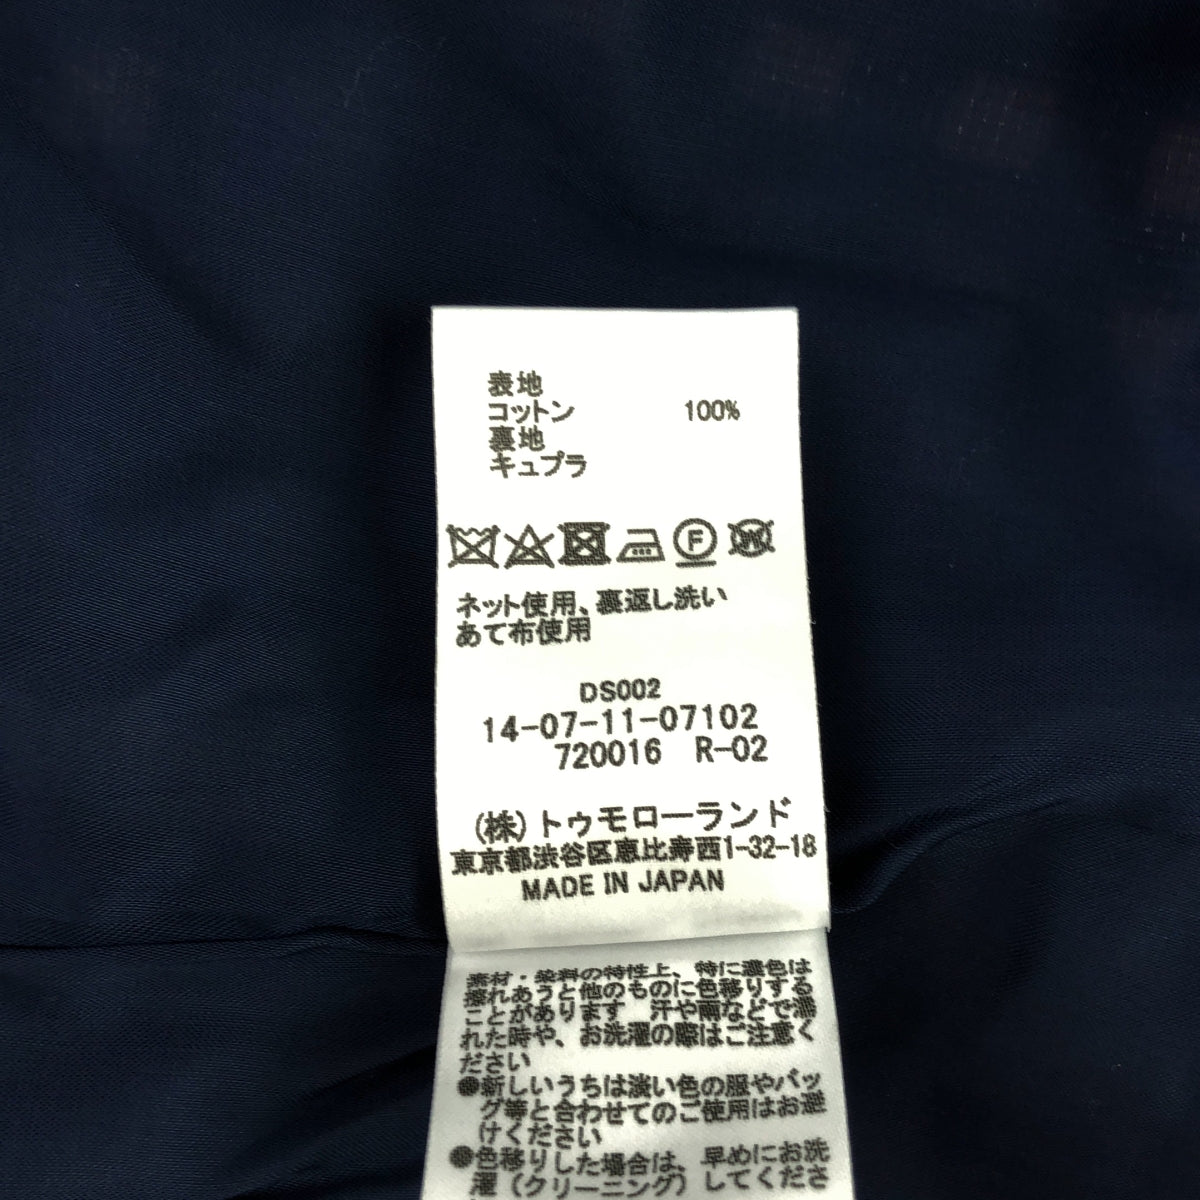 表地
コットン 100%
裏地
キュプラ
F
W
ネット使用、裏返し洗い
あて布使用
DS002
14-07-11-07102
720016 R-02
(株)トゥモローランド
東京都渋谷区恵比寿西1-32-18
MADE IN JAPAN
素材・染料の特性上、特に濃色は
擦れあうと他のものに色移りする
ことがあります 汗や雨などで濡
れた時や、お洗濯の際はご注意く
ださい
●新しいうちは淡い色の服やバッ
グ等と合わせてのご使用はお避
けください
●色移りした場合は、早めにお洗
濯(クリーニング)してくださ